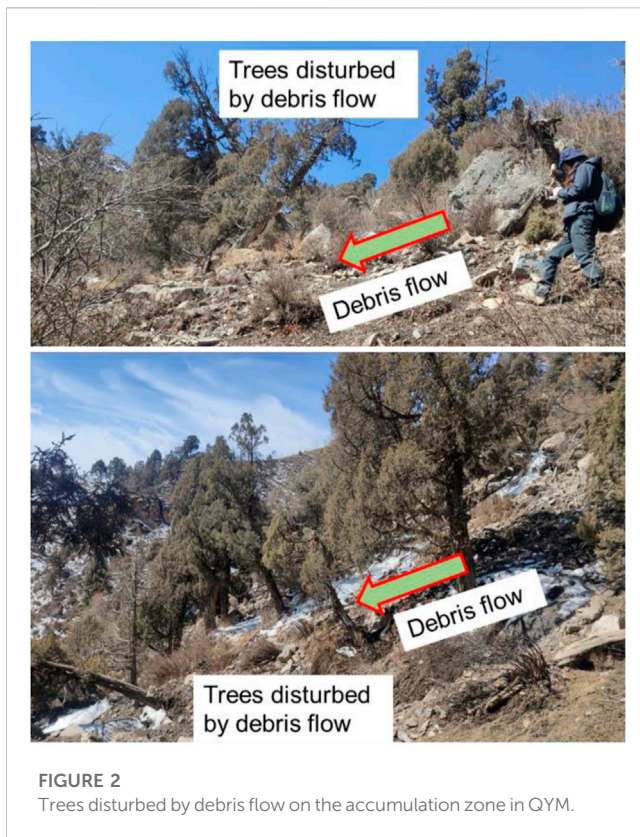 Trees disturbed
by debris flow
Debris flow
Debris flow
Trees disturbed
by debris flow
FIGURE 2
Trees disturbed by debris flow on the accumulation zone in QYM.